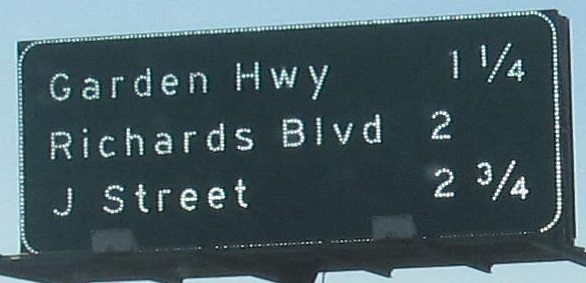 Garden Hwy 1 1/4
Richards Blvd 2
J Street 2 3/4